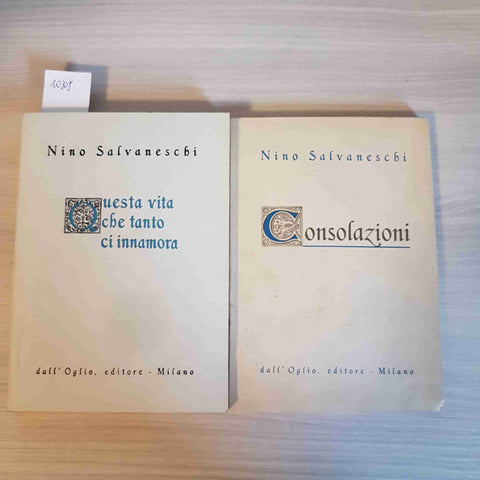 10308
Nino Salvaneschi
Questa vita
che tanto
ci innamora
dall'Oglio, editore - Milano
Nino Salvaneschi
Consolazioni
dall'Oglio, editore - Milano